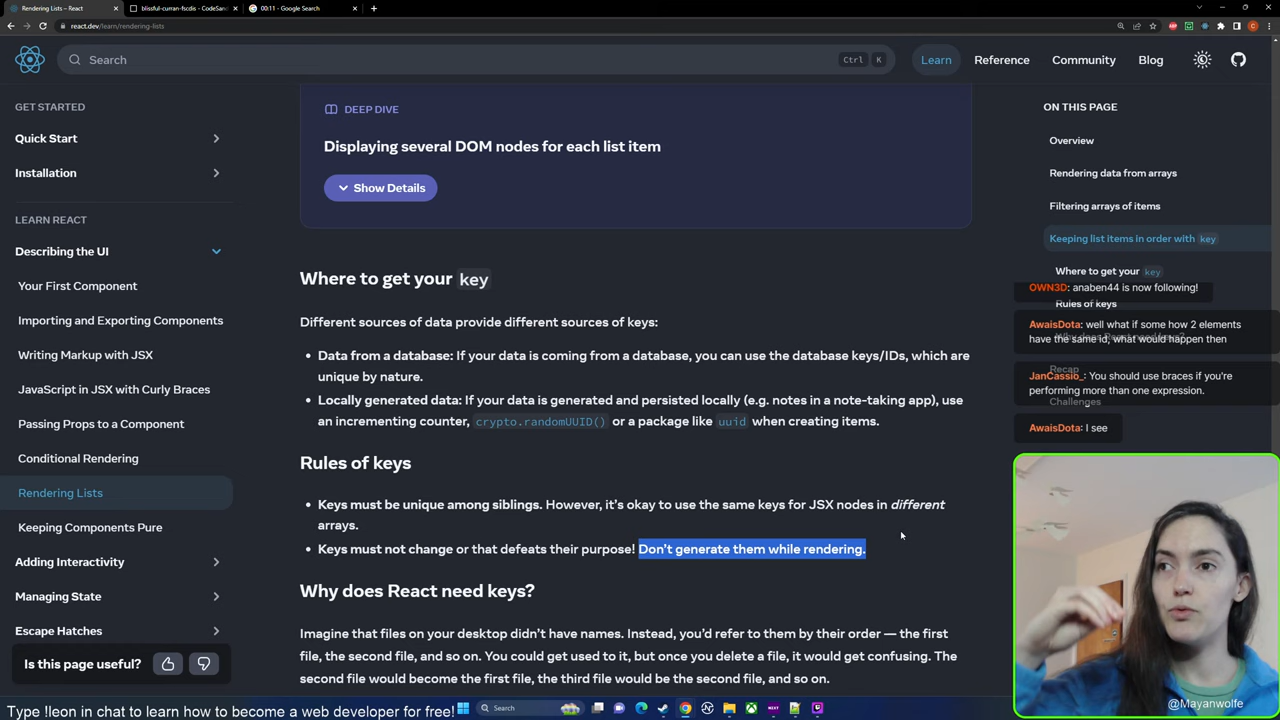 Rendering Lists – React
blissful-curran-fscdis - CodeSan
00:11 - Google Search
react.dev/learn/rendering-lists
Search
Ctrl K
Learn
Reference
Community
Blog
GET STARTED
Quick Start
Installation
LEARN REACT
Describing the UI
Your First Component
Importing and Exporting Components
Writing Markup with JSX
JavaScript in JSX with Curly Braces
Passing Props to a Component
Conditional Rendering
Rendering Lists
Keeping Components Pure
Adding Interactivity
Managing State
Escape Hatches
Is this page useful?
DEEP DIVE
Displaying several DOM nodes for each list item
Show Details
Where to get your key
Different sources of data provide different sources of keys:
• Data from a database: If your data is coming from a database, you can use the database keys/IDs, which are
unique by nature.
• Locally generated data: If your data is generated and persisted locally (e.g. notes in a note-taking app), use
an incrementing counter, crypto.randomUUID() or a package like uuid when creating items.
Rules of keys
• Keys must be unique among siblings. However, it’s okay to use the same keys for JSX nodes in different
arrays.
• Keys must not change or that defeats their purpose! Don’t generate them while rendering.
Why does React need keys?
Imagine that files on your desktop didn’t have names. Instead, you’d refer to them by their order — the first
file, the second file, and so on. You could get used to it, but once you delete a file, it would get confusing. The
second file would become the first file, the third file would be the second file, and so on.
ON THIS PAGE
Overview
Rendering data from arrays
Filtering arrays of items
Keeping list items in order with key
Where to get your key
OWN3D: anaben44 is now following!
Rules of keys
AwaisDota: well what if some how 2 elements
have the same id, what would happen then
Recap
JanCassio_: You should use braces if you're
performing more than one expression.
Challenges
AwaisDota: I see
@Mayanwolfe
Type !leon in chat to learn how to become a web developer for free!
Search